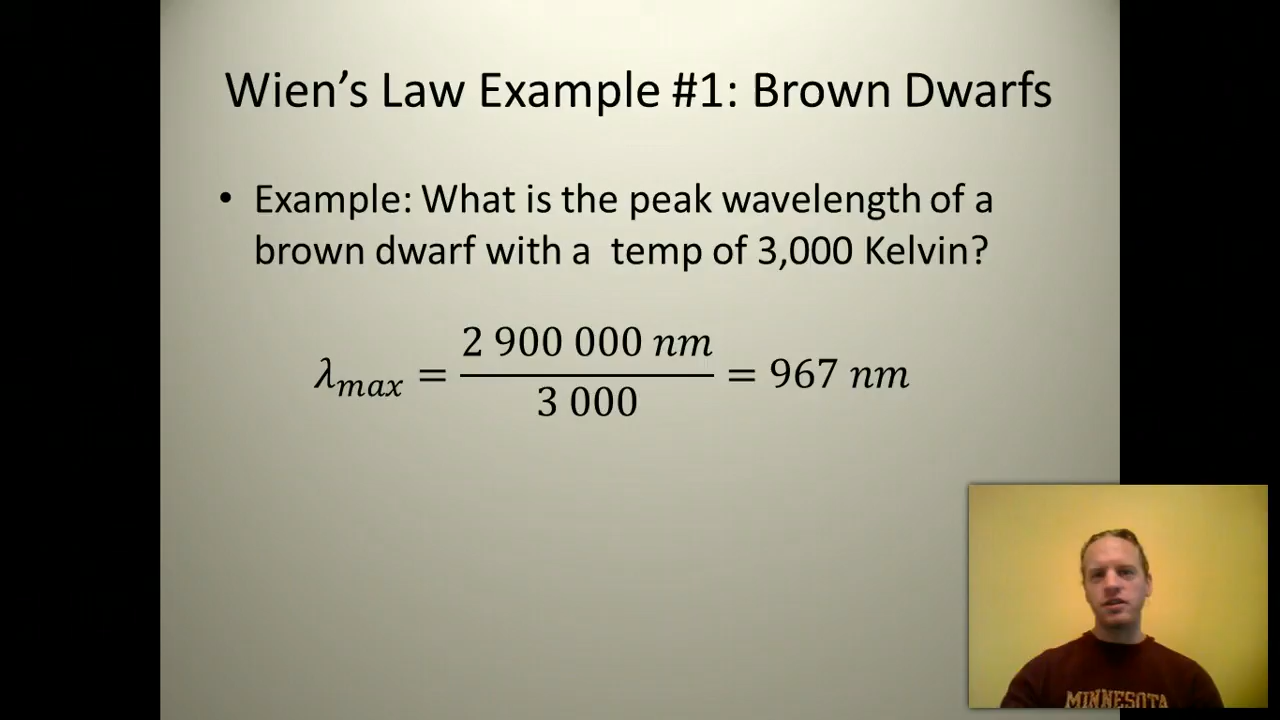 Wien’s Law Example #1: Brown Dwarfs
• Example: What is the peak wavelength of a
brown dwarf with a  temp of 3,000 Kelvin?
λmax = 2 900 000 nm / 3 000 = 967 nm
MINNESOTA